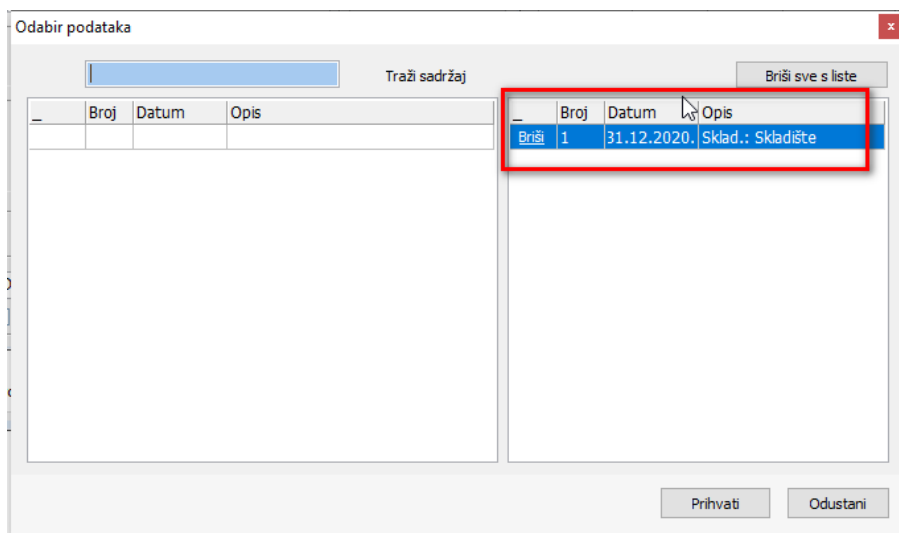 Odabir podataka
x
Traži sadržaj
Briši sve s liste
_ Broj Datum Opis
_ Broj Datum Opis
Briši 1 31.12.2020. Sklad.: Skladište
Prihvati
Odustani